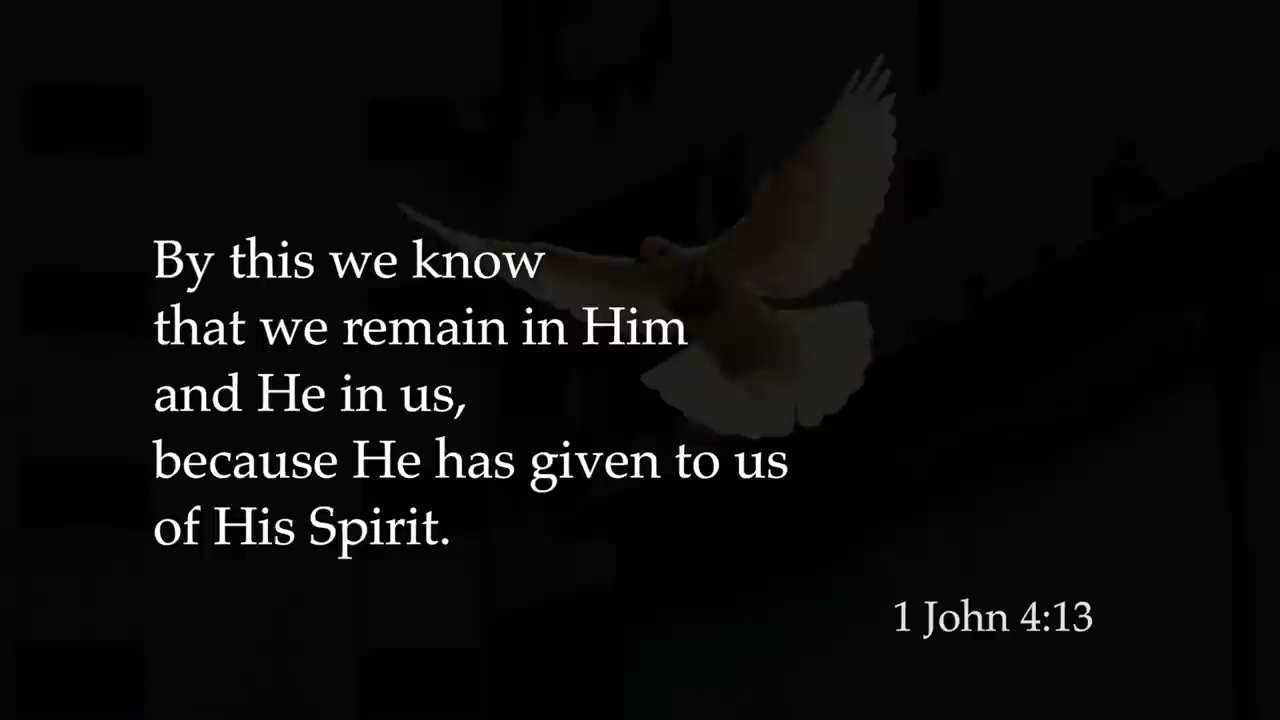 By this we know
that we remain in Him
and He in us,
because He has given to us
of His Spirit.
1 John 4:13